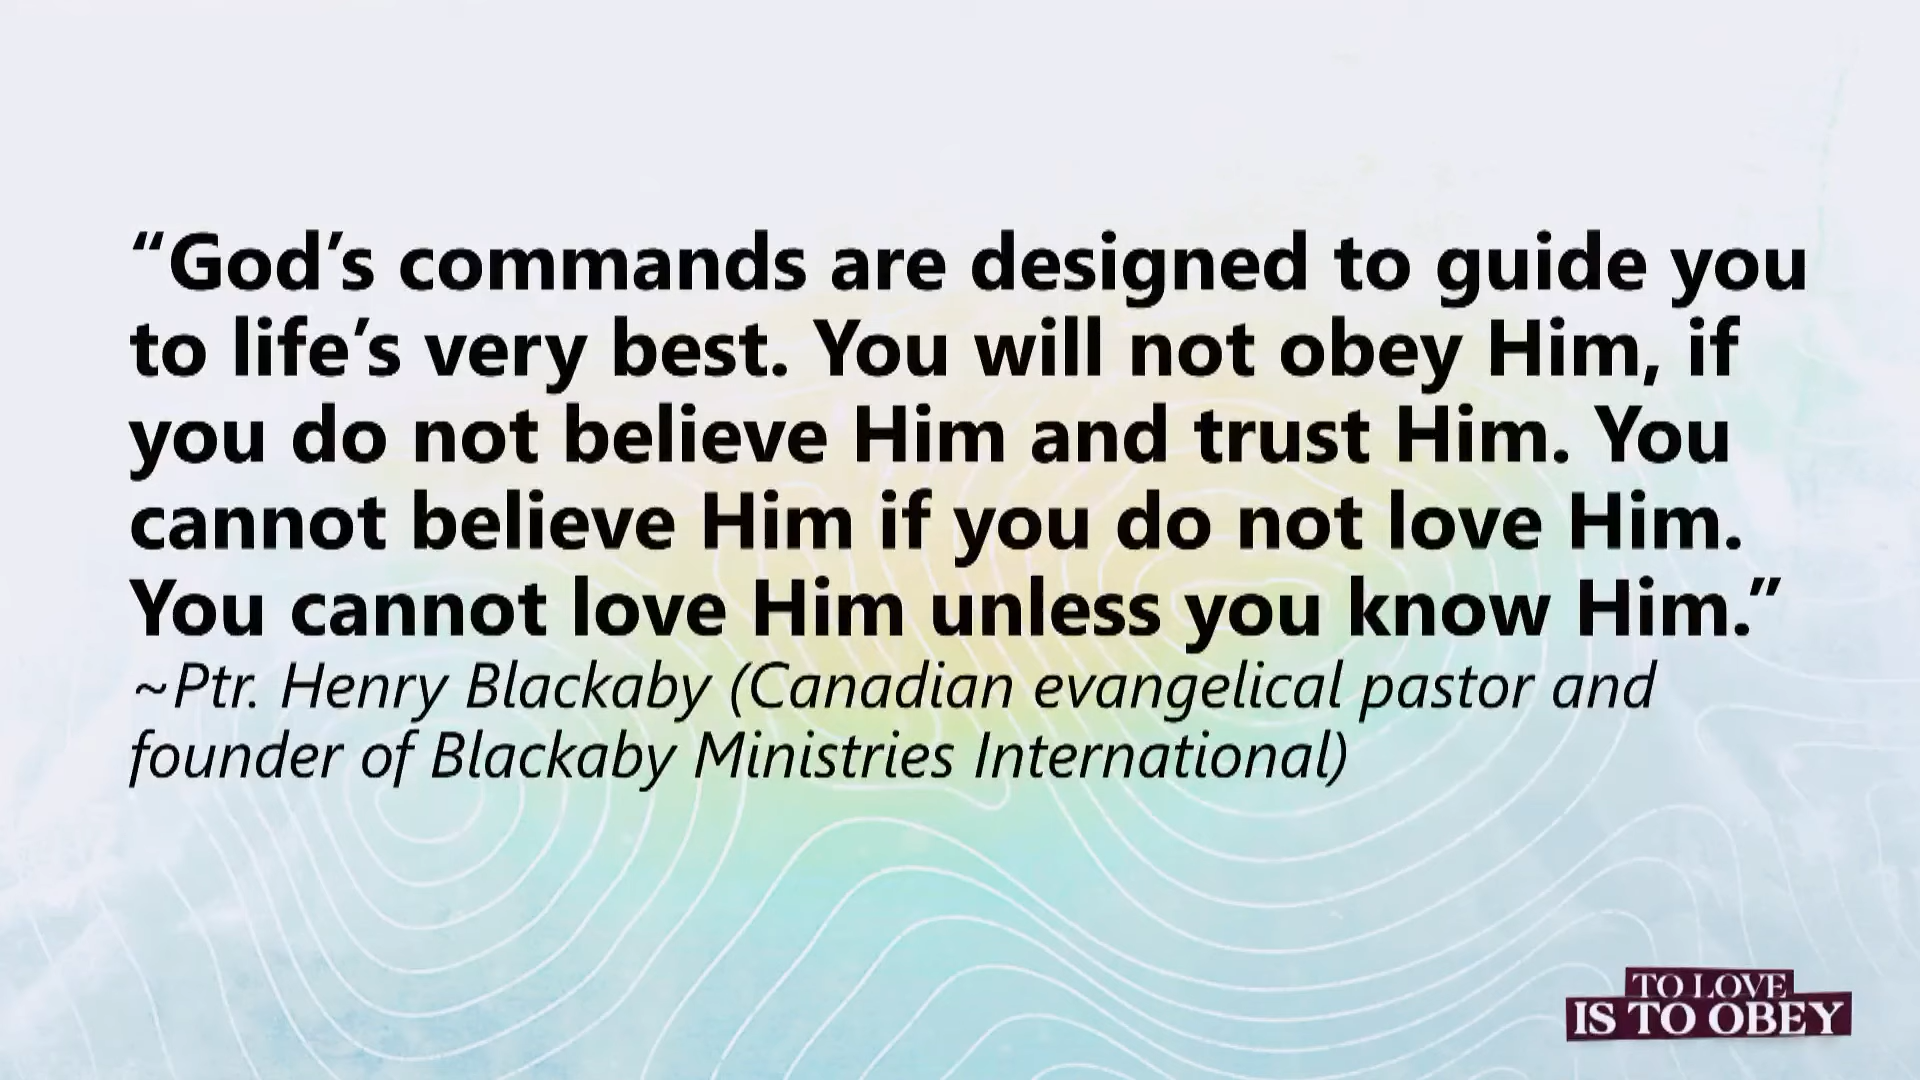 “God’s commands are designed to guide you
to life’s very best. You will not obey Him, if
you do not believe Him and trust Him. You
cannot believe Him if you do not love Him.
You cannot love Him unless you know Him.”
~Ptr. Henry Blackaby (Canadian evangelical pastor and
founder of Blackaby Ministries International)
TO LOVE
IS TO OBEY